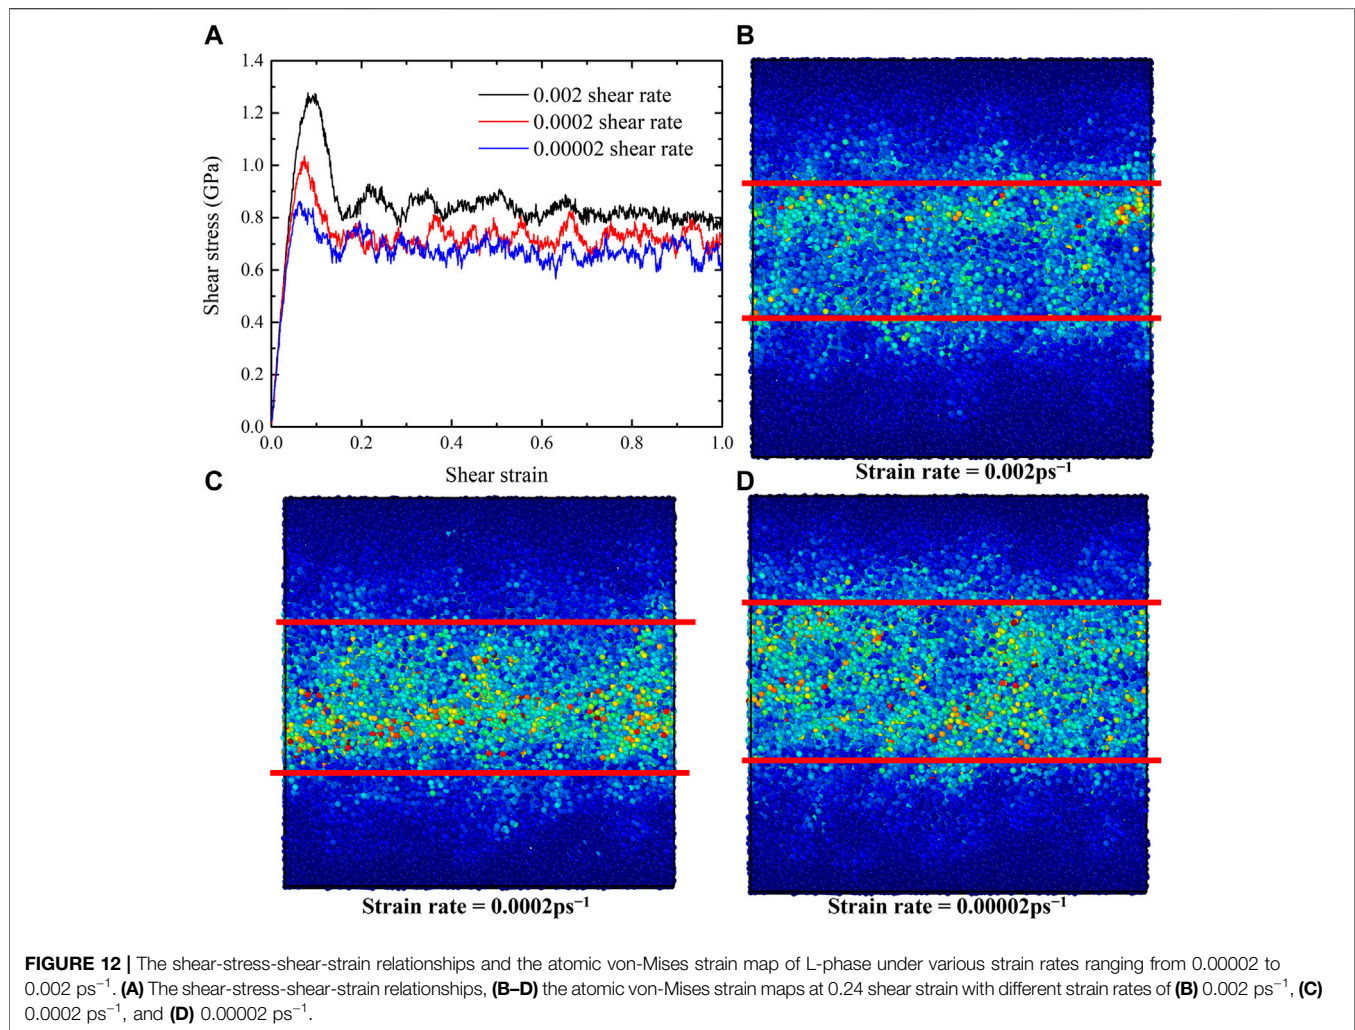 A
1.4
1.2
1.0
0.8
0.6
0.4
0.2
0.0
Shear stress (GPa)
0.002 shear rate
0.0002 shear rate
0.00002 shear rate
0.0 0.2 0.4 0.6 0.8 1.0
Shear strain
B
Strain rate = 0.002ps⁻¹
C
Strain rate = 0.0002ps⁻¹
D
Strain rate = 0.00002ps⁻¹
FIGURE 12 | The shear-stress-shear-strain relationships and the atomic von-Mises strain map of L-phase under various strain rates ranging from 0.00002 to
0.002 ps⁻¹. (A) The shear-stress-shear-strain relationships, (B–D) the atomic von-Mises strain maps at 0.24 shear strain with different strain rates of (B) 0.002 ps⁻¹, (C)
0.0002 ps⁻¹, and (D) 0.00002 ps⁻¹.